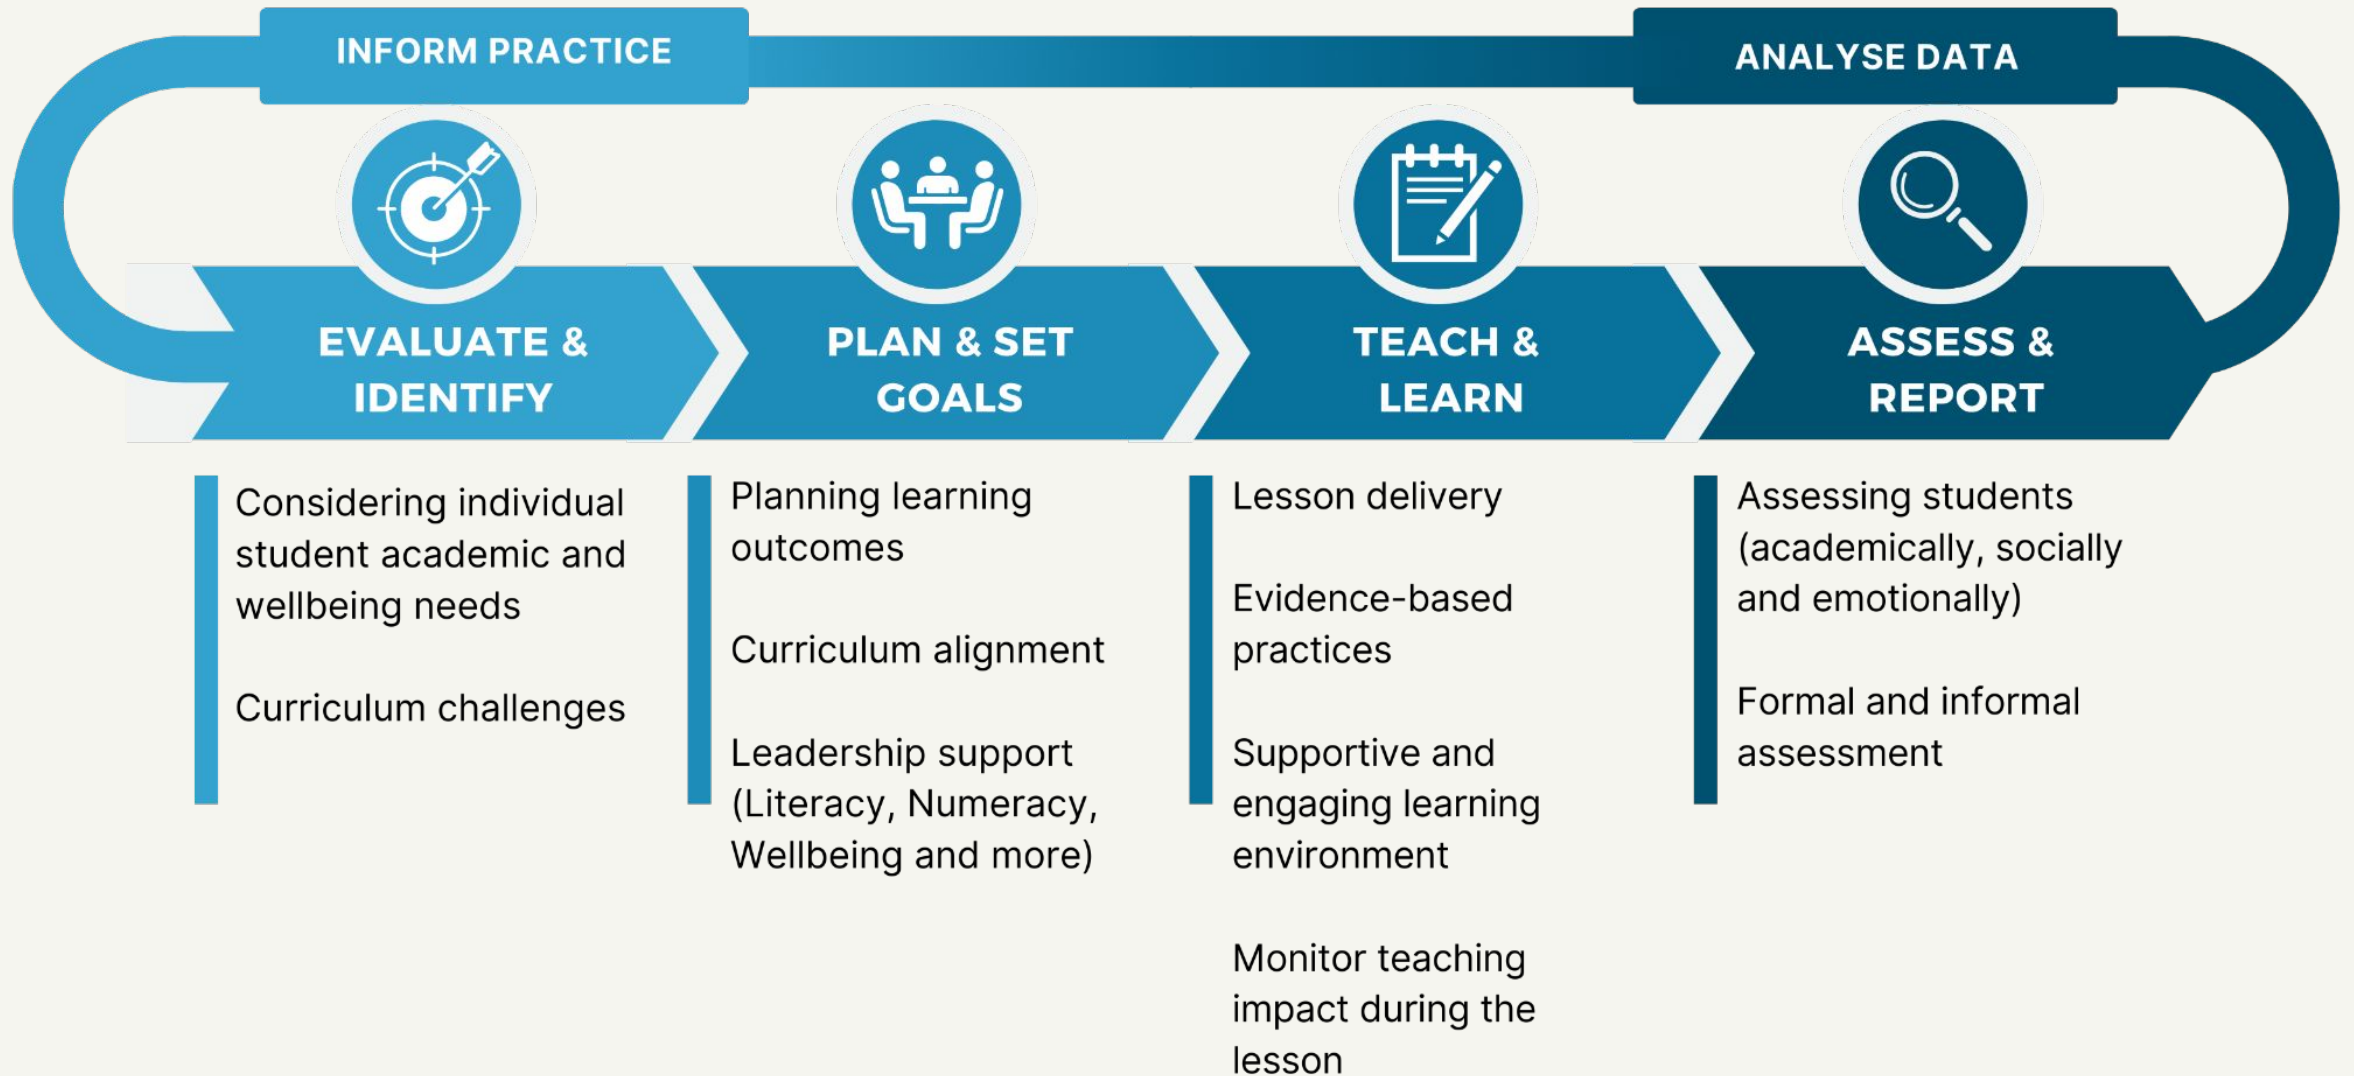 INFORM PRACTICE
ANALYSE DATA
EVALUATE &
IDENTIFY
PLAN & SET
GOALS
TEACH &
LEARN
ASSESS &
REPORT
Considering individual
student academic and
wellbeing needs
Curriculum challenges
Planning learning
outcomes
Curriculum alignment
Leadership support
(Literacy, Numeracy,
Wellbeing and more)
Lesson delivery
Evidence-based
practices
Supportive and
engaging learning
environment
Monitor teaching
impact during the
lesson
Assessing students
(academically, socially
and emotionally)
Formal and informal
assessment